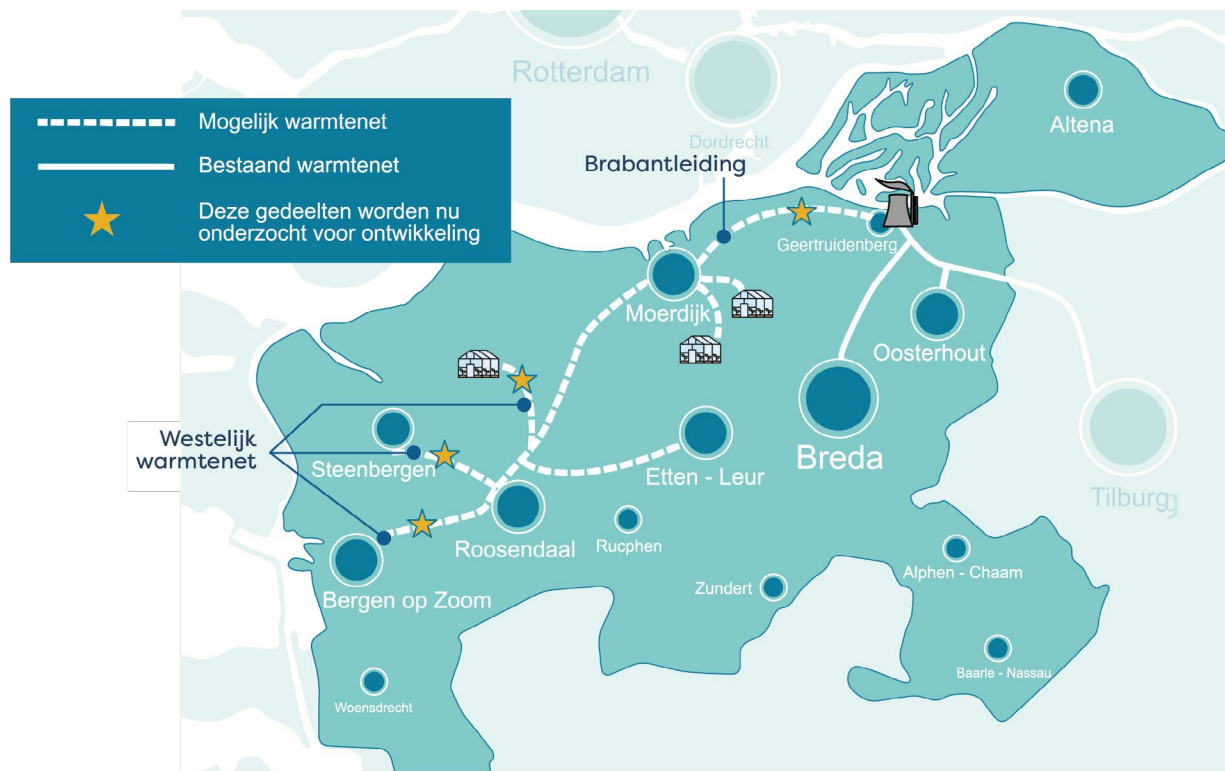 Rotterdam
Dordrecht
Altena
Mogelijk warmtenet
Bestaand warmtenet
Deze gedeelten worden nu
onderzocht voor ontwikkeling
Brabantleiding
Geertruidenberg
Moerdijk
Oosterhout
Westelijk
warmtenet
Steenbergen
Etten - Leur
Breda
Tilburg
Roosendaal
Rucphen
Alphen - Chaam
Bergen op Zoom
Zundert
Baarle - Nassau
Woensdrecht